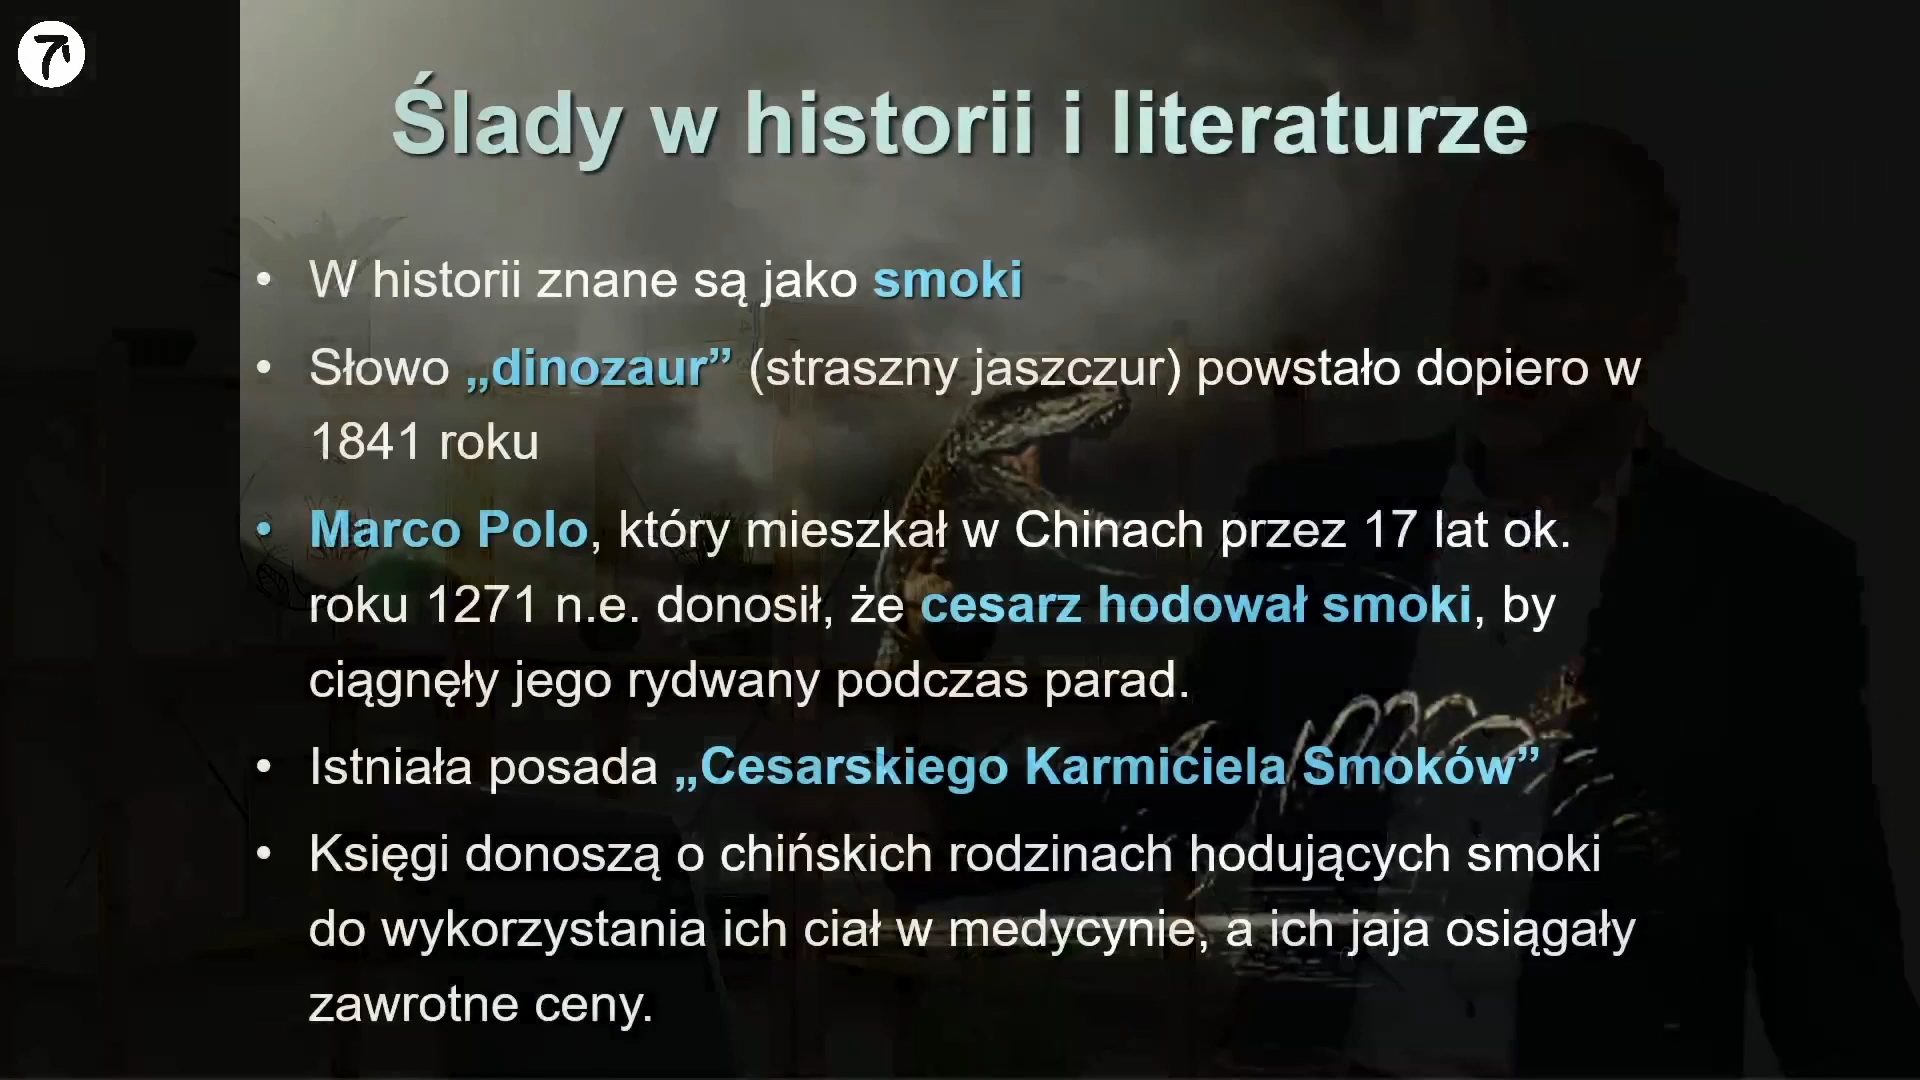 Ślady w historii i literaturze
• W historii znane są jako smoki
• Słowo „dinozaur” (straszny jaszczur) powstało dopiero w
1841 roku
• Marco Polo, który mieszkał w Chinach przez 17 lat ok.
roku 1271 n.e. donosił, że cesarz hodował smoki, by
ciągnęły jego rydwany podczas parad.
• Istniała posada „Cesarskiego Karmiciela Smoków”
• Księgi donoszą o chińskich rodzinach hodujących smoki
do wykorzystania ich ciał w medycynie, a ich jaja osiągały
zawrotne ceny.